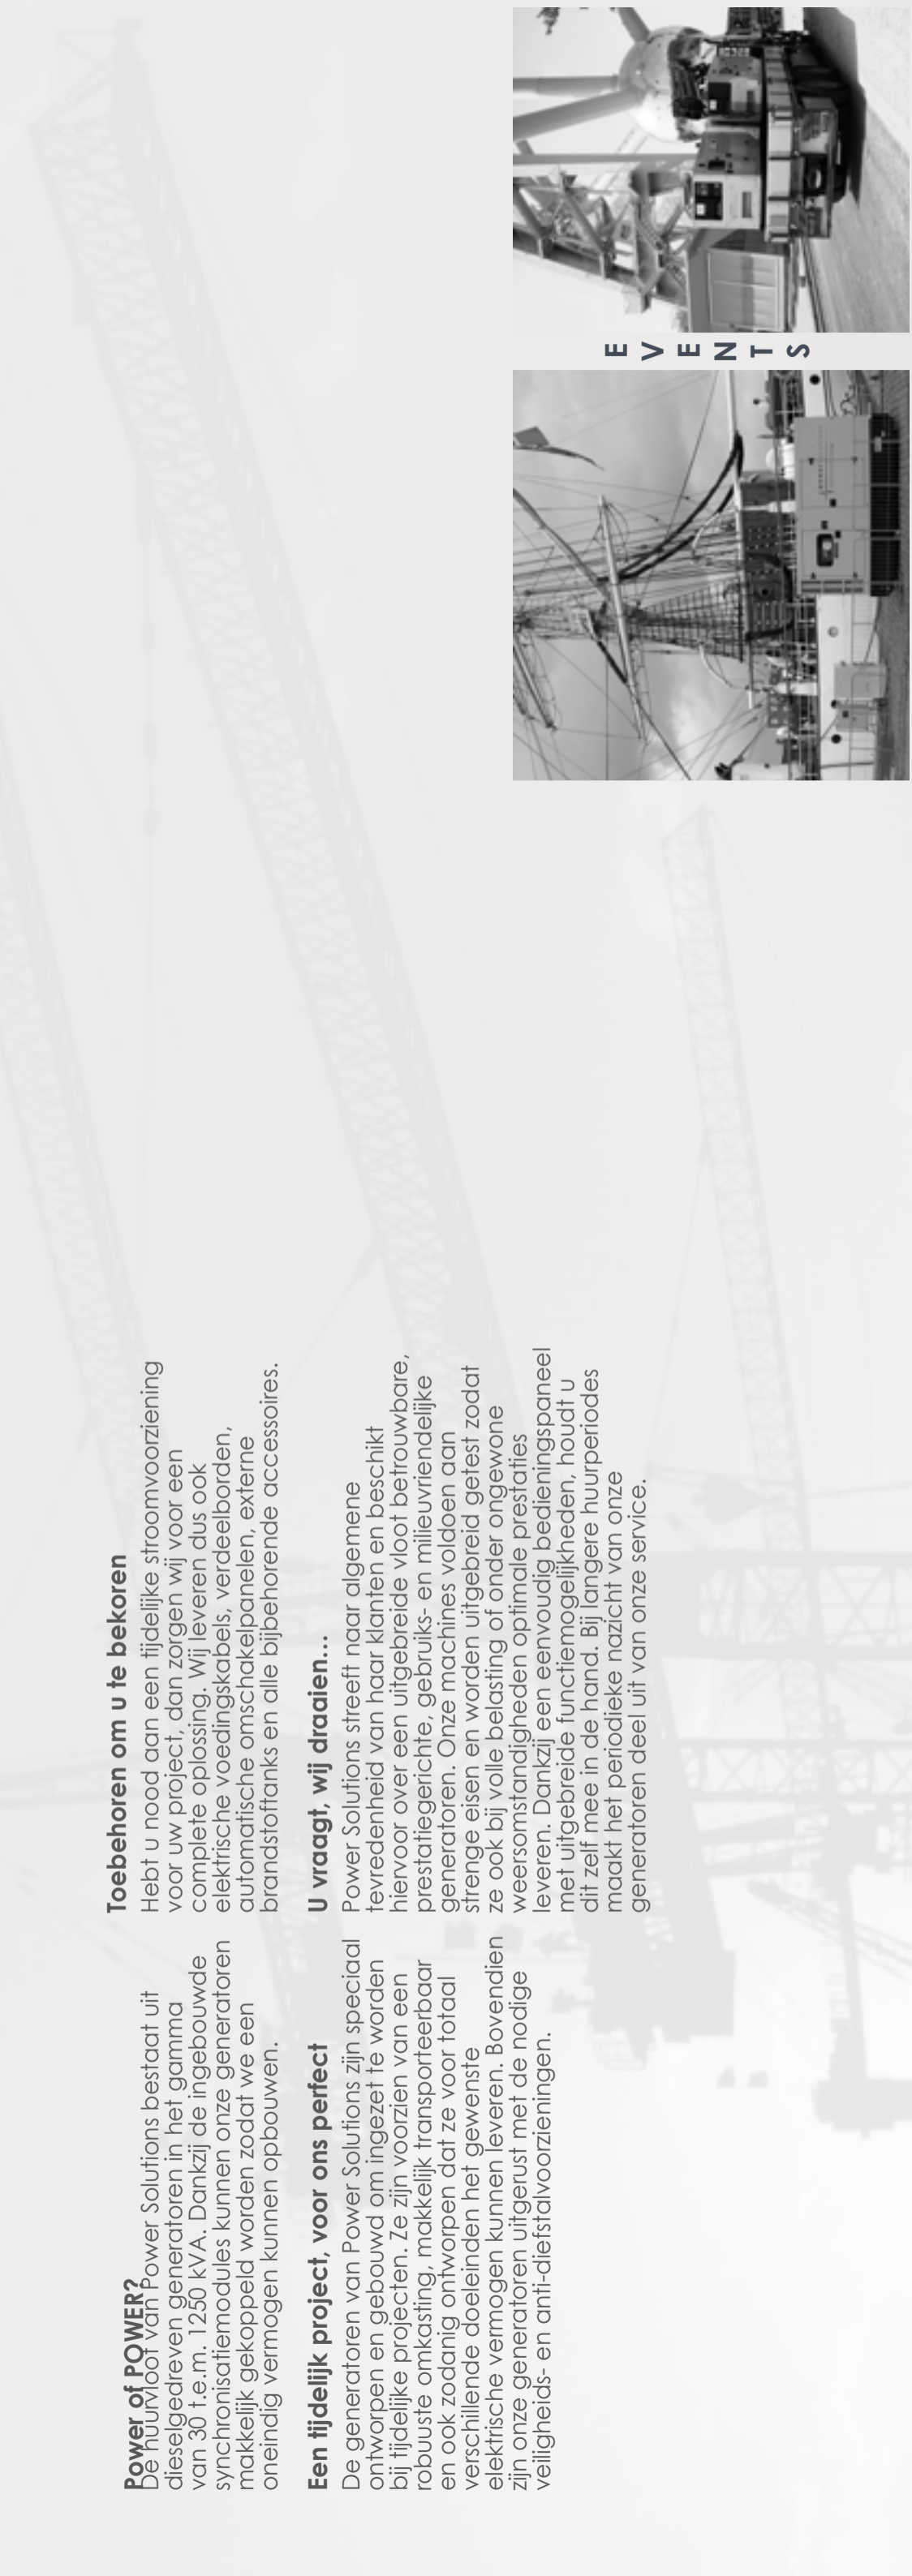 Power of POWER?
De huurvloot van Power Solutions bestaat uit
dieselgedreven generatoren in het gamma
van 30 t.e.m. 1250 kVA. Dankzij de ingebouwde
synchronisatiemodules kunnen onze generatoren
makkelijk gekoppeld worden zodat we een
oneindig vermogen kunnen opbouwen.
Een tijdelijk project, voor ons perfect
De generatoren van Power Solutions zijn speciaal
ontworpen en gebouwd om ingezet te worden
bij tijdelijke projecten. Ze zijn voorzien van een
robuuste omkasting, makkelijk transporteerbaar
en ook zodanig ontworpen dat ze voor totaal
verschillende doeleinden het gewenste
elektrische vermogen kunnen leveren. Bovendien
zijn onze generatoren uitgerust met de nodige
veiligheids- en anti-diefstalvoorzieningen.
Toebehoren om u te bekoren
Hebt u nood aan een tijdelijke stroomvoorziening
voor uw project, dan zorgen wij voor een
complete oplossing. Wij leveren dus ook
elektrische voedingskabels, verdeelborden,
automatische omschakelpanelen, externe
brandstoftanks en alle bijbehorende accessoires.
U vraagt, wij draaien...
Power Solutions streeft naar algemene
tevredenheid van haar klanten en beschikt
hiervoor over een uitgebreide vloot betrouwbare,
prestatiegerichte, gebruiks- en milieuvriendelijke
generatoren. Onze machines voldoen aan
strenge eisen en worden uitgebreid getest zodat
ze ook bij volle belasting of onder ongewone
weersomstandigheden optimale prestaties
leveren. Dankzij een eenvoudig bedieningspaneel
met uitgebreide functiemogelijkheden, houdt u
dit zelf mee in de hand. Bij langere huurperiodes
maakt het periodieke nazicht van onze
generatoren deel uit van onze service.
EVENTS